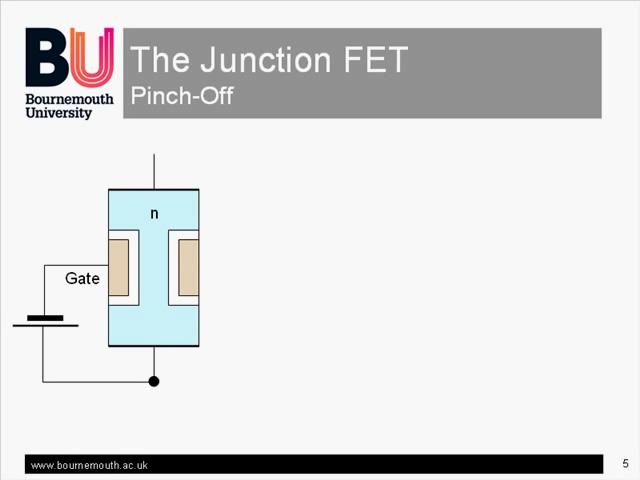 BU
Bournemouth
University
The Junction FET
Pinch-Off
n
Gate
www.bournemouth.ac.uk
5